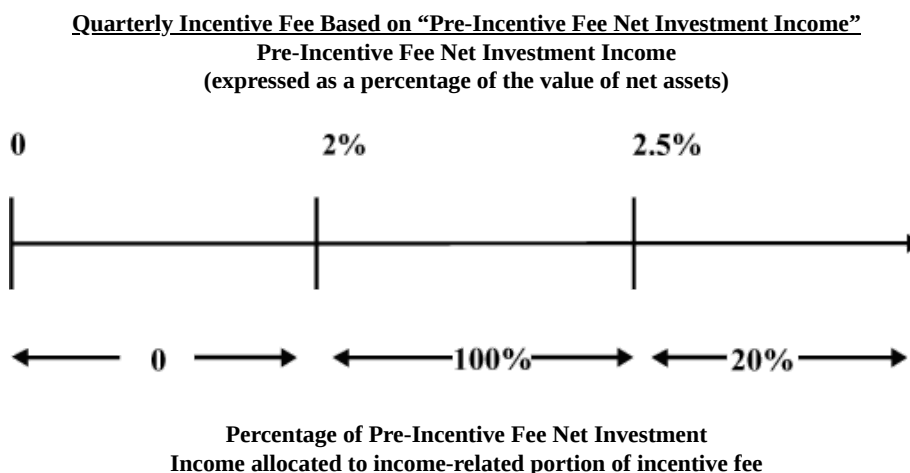 Quarterly Incentive Fee Based on “Pre-Incentive Fee Net Investment Income”
Pre-Incentive Fee Net Investment Income
(expressed as a percentage of the value of net assets)
0 2% 2.5%
0 100% 20%
Percentage of Pre-Incentive Fee Net Investment
Income allocated to income-related portion of incentive fee